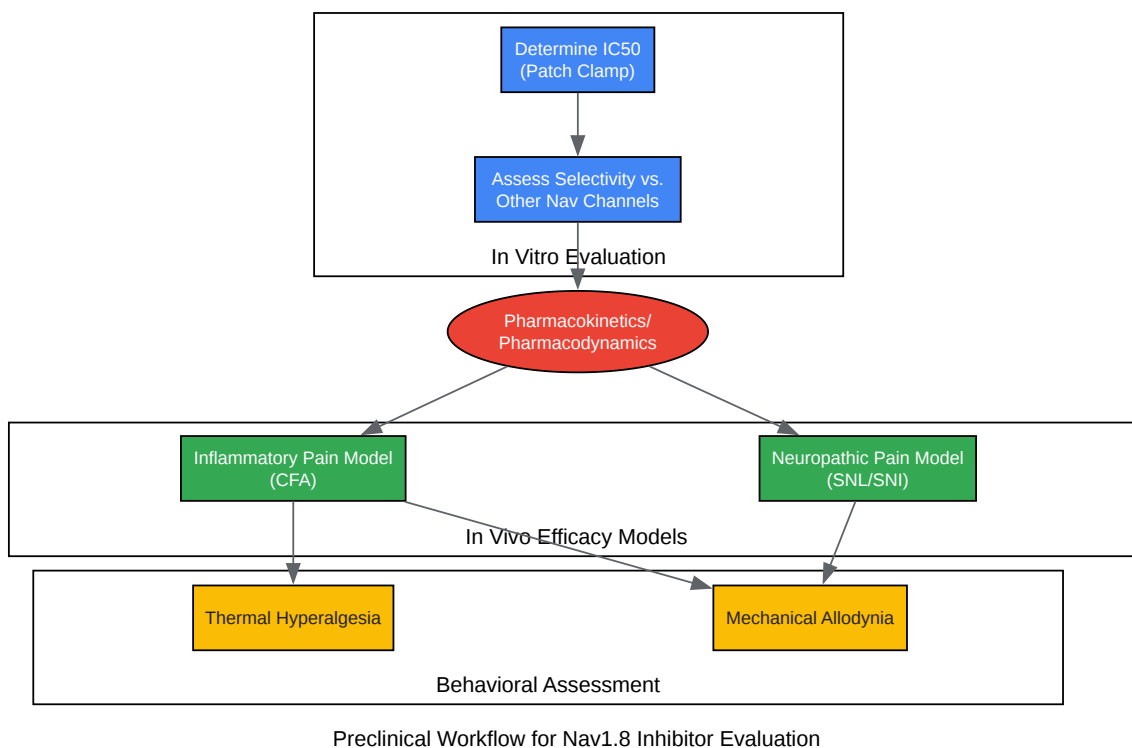 Determine IC50
(Patch Clamp)
Assess Selectivity vs.
Other Nav Channels
In Vitro Evaluation
Pharmacokinetics/
Pharmacodynamics
Inflammatory Pain Model
(CFA)
Neuropathic Pain Model
(SNL/SNI)
In Vivo Efficacy Models
Thermal Hyperalgesia
Mechanical Allodynia
Behavioral Assessment
Preclinical Workflow for Nav1.8 Inhibitor Evaluation